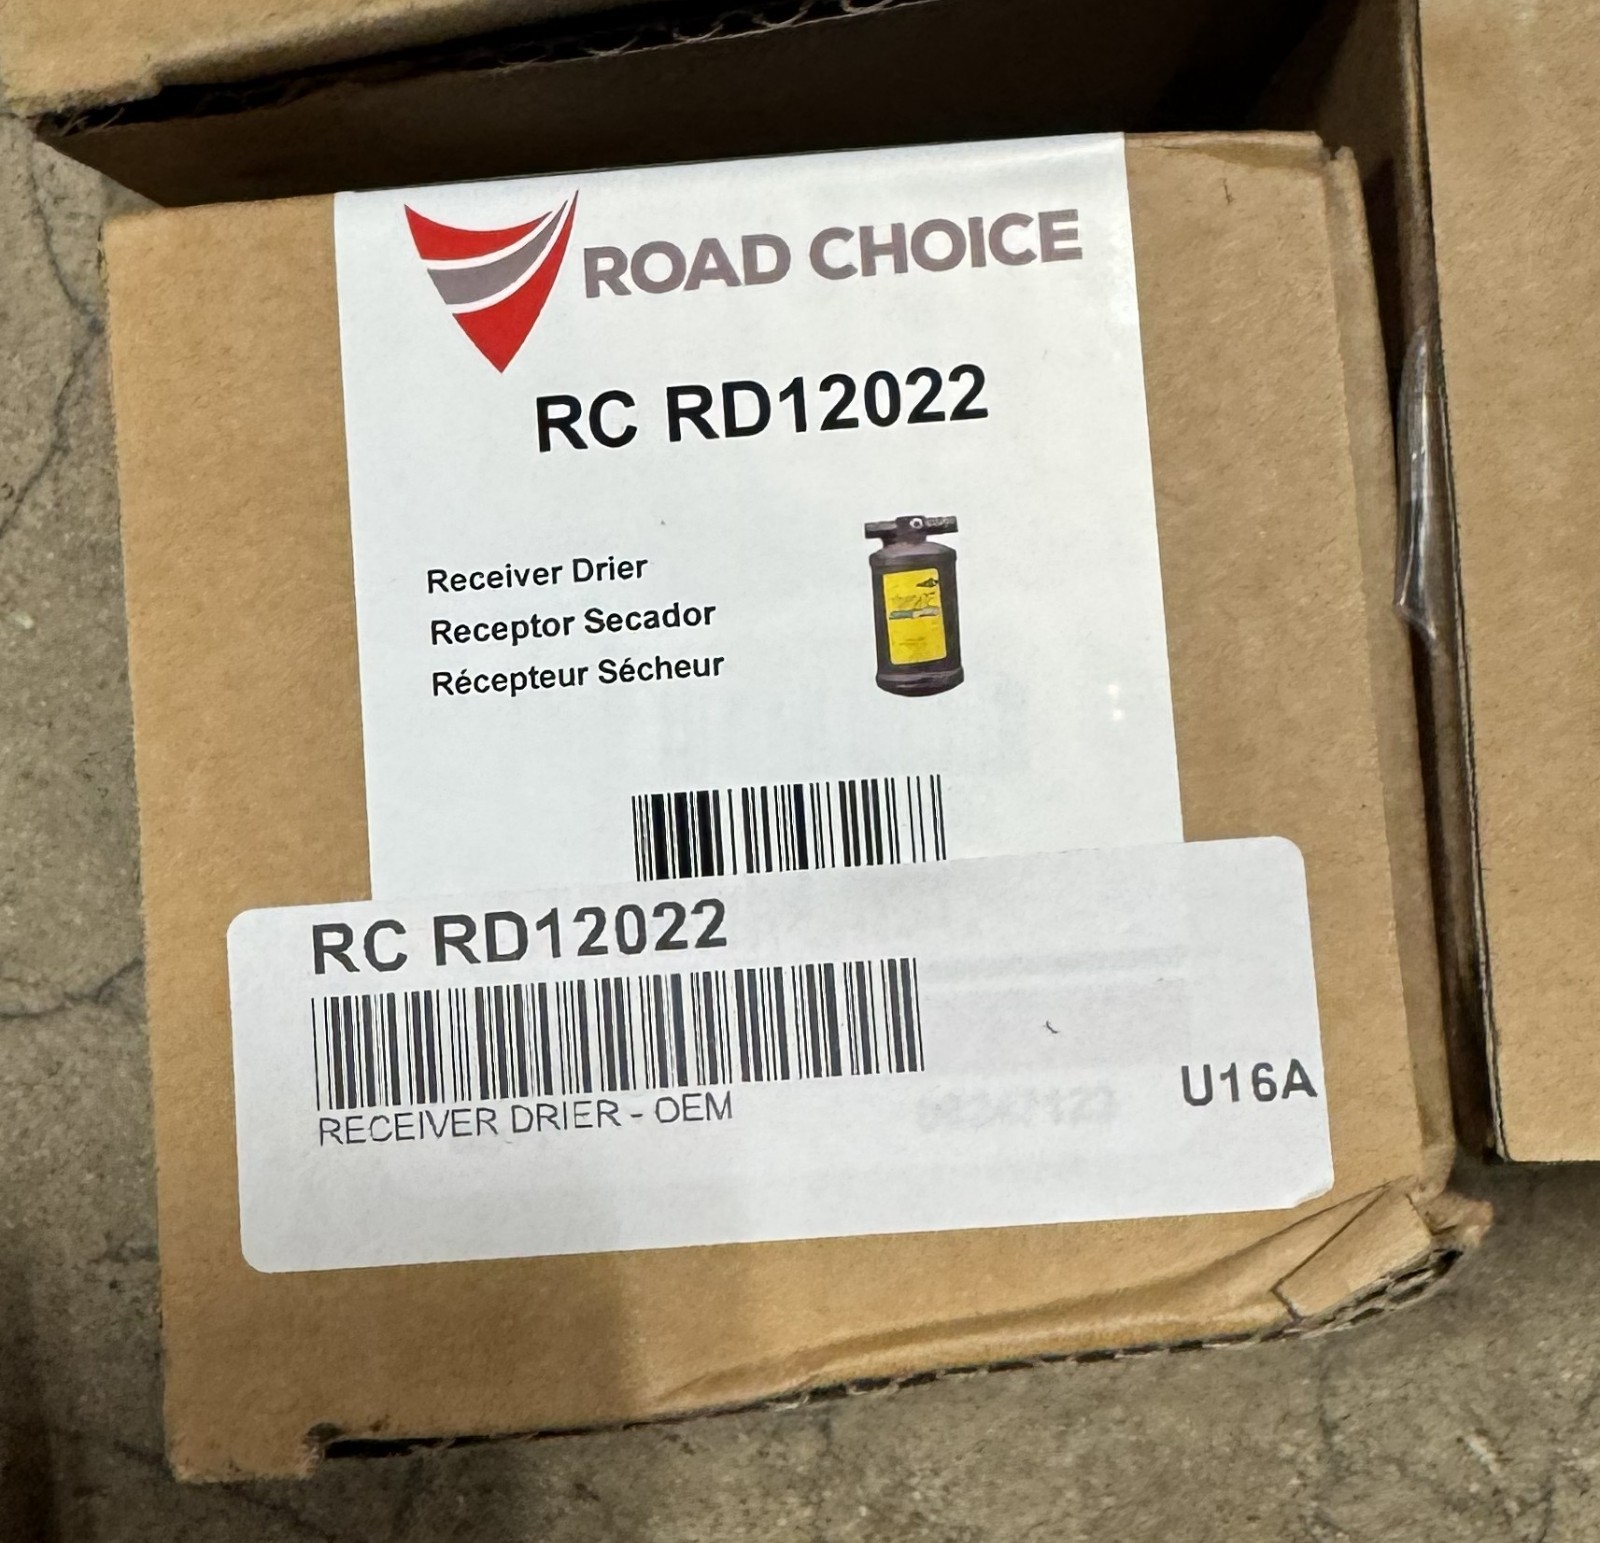 ROAD CHOICE
RC RD12022
Receiver Drier
Receptor Secador
Récepteur Sécheur
RC RD12022
RECEIVER DRIER - OEM
U16A